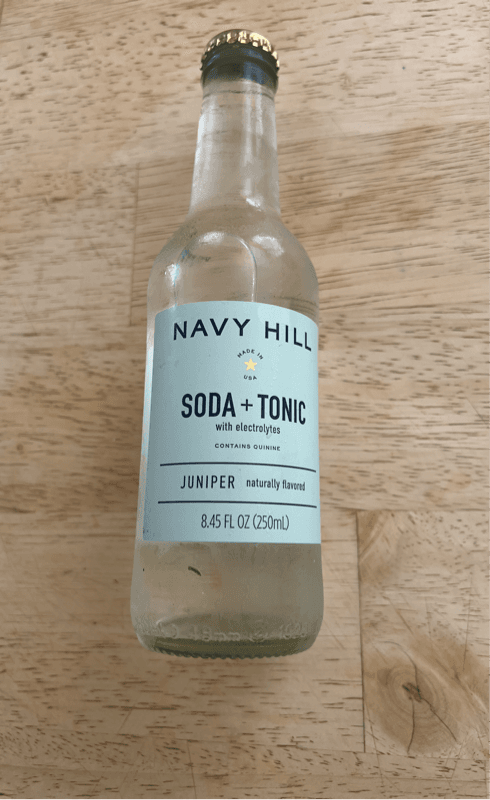 NAVY HILL
MADE IN
USA
SODA + TONIC
with electrolytes
CONTAINS QUININE
JUNIPER naturally flavored
8.45 FL OZ (250mL)